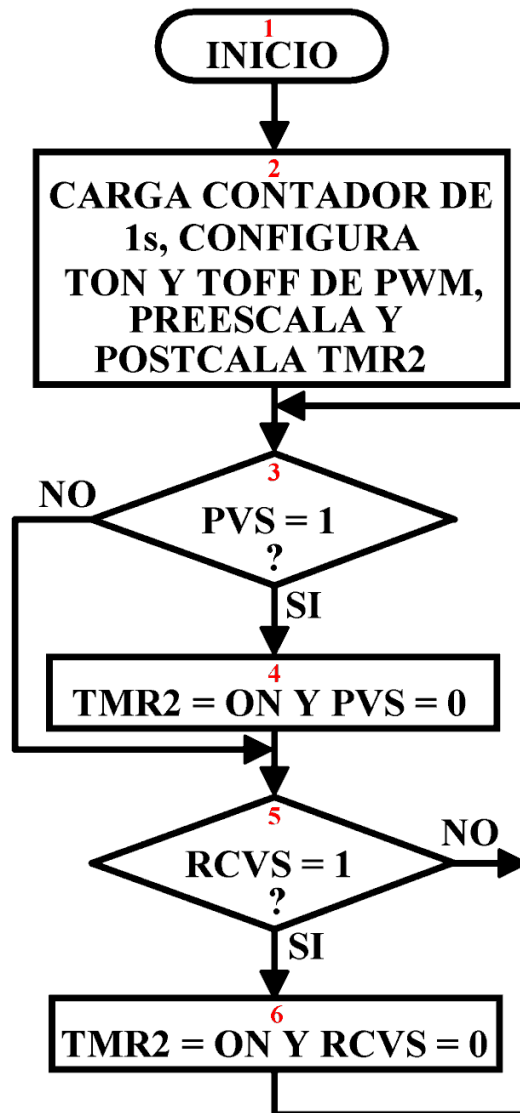 1
INICIO
2
CARGA CONTADOR DE
1s, CONFIGURA
TON Y TOFF DE PWM,
PREESCALA Y
POSTCALA TMR2
3
NO
PVS = 1
?
SI
4
TMR2 = ON Y PVS = 0
5
NO
RCVS = 1
?
SI
6
TMR2 = ON Y RCVS = 0